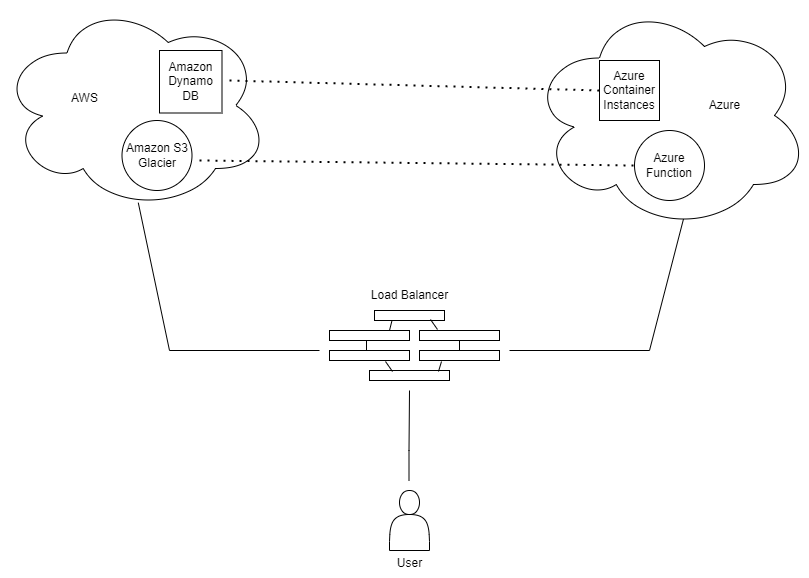 AWS
Amazon
Dynamo
DB
Amazon S3
Glacier
Azure
Container
Instances
Azure
Azure
Function
Load Balancer
User